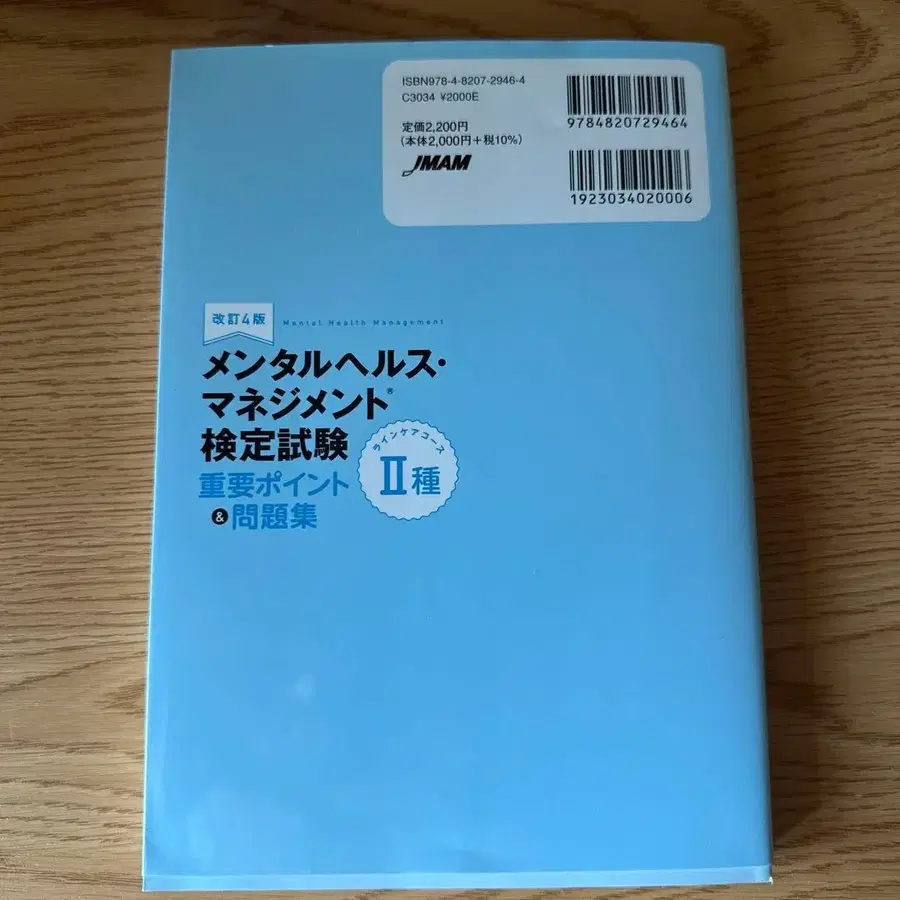 ISBN978-4-8207-2946-4
C3034 ¥2000E
定価2,200円
(本体2,000円+税10%)
JMAM
9784820729464
1923034020006
改訂4版
Mental Health Management
メンタルヘルス・
マネジメント®
検定試験
重要ポイント
&問題集
ラインケアコース
II種